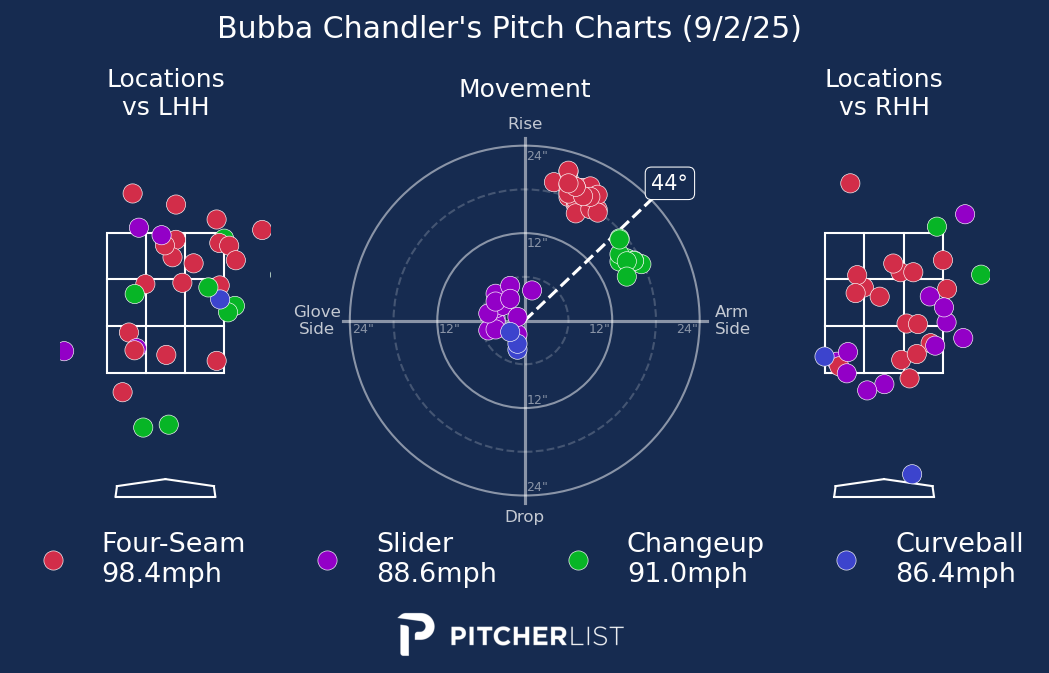 Bubba Chandler's Pitch Charts (9/2/25)
Locations
vs LHH
Movement
Locations
vs RHH
Rise
24"
44°
12"
Glove
Side
24"
12"
12"
24"
Arm
Side
12"
24"
Drop
Four-Seam
98.4mph
Slider
88.6mph
Changeup
91.0mph
Curveball
86.4mph
PITCHERLIST